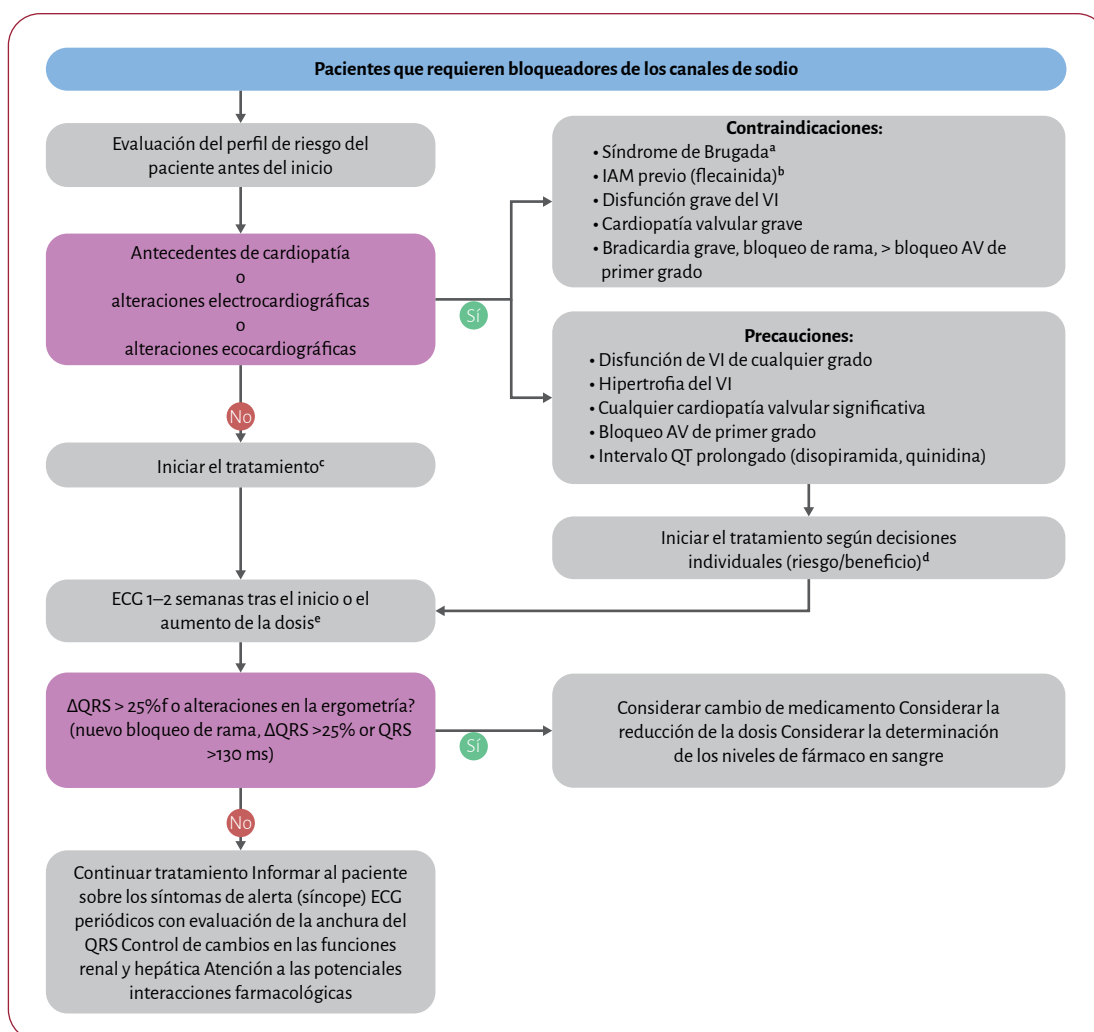 Pacientes que requieren bloqueadores de los canales de sodio
Evaluación del perfil de riesgo del
paciente antes del inicio
Contraindicaciones:
• Síndrome de Brugadaᵃ
• IAM previo (flecainida)ᵇ
• Disfunción grave del VI
• Cardiopatía valvular grave
• Bradicardia grave, bloqueo de rama, > bloqueo AV de
primer grado
Antecedentes de cardiopatía
o
alteraciones electrocardiográficas
o
alteraciones ecocardiográficas
Sí
Precauciones:
• Disfunción de VI de cualquier grado
• Hipertrofia del VI
• Cualquier cardiopatía valvular significativa
• Bloqueo AV de primer grado
• Intervalo QT prolongado (disopiramida, quinidina)
No
Iniciar el tratamientoᶜ
Iniciar el tratamiento según decisiones
individuales (riesgo/beneficio)ᵈ
ECG 1–2 semanas tras el inicio o el
aumento de la dosisᵉ
ΔQRS > 25%f o alteraciones en la ergometría?
(nuevo bloqueo de rama, ΔQRS >25% or QRS
>130 ms)
Sí
Considerar cambio de medicamento Considerar la
reducción de la dosis Considerar la determinación
de los niveles de fármaco en sangre
No
Continuar tratamiento Informar al paciente
sobre los síntomas de alerta (síncope) ECG
periódicos con evaluación de la anchura del
QRS Control de cambios en las funciones
renal y hepática Atención a las potenciales
interacciones farmacológicas